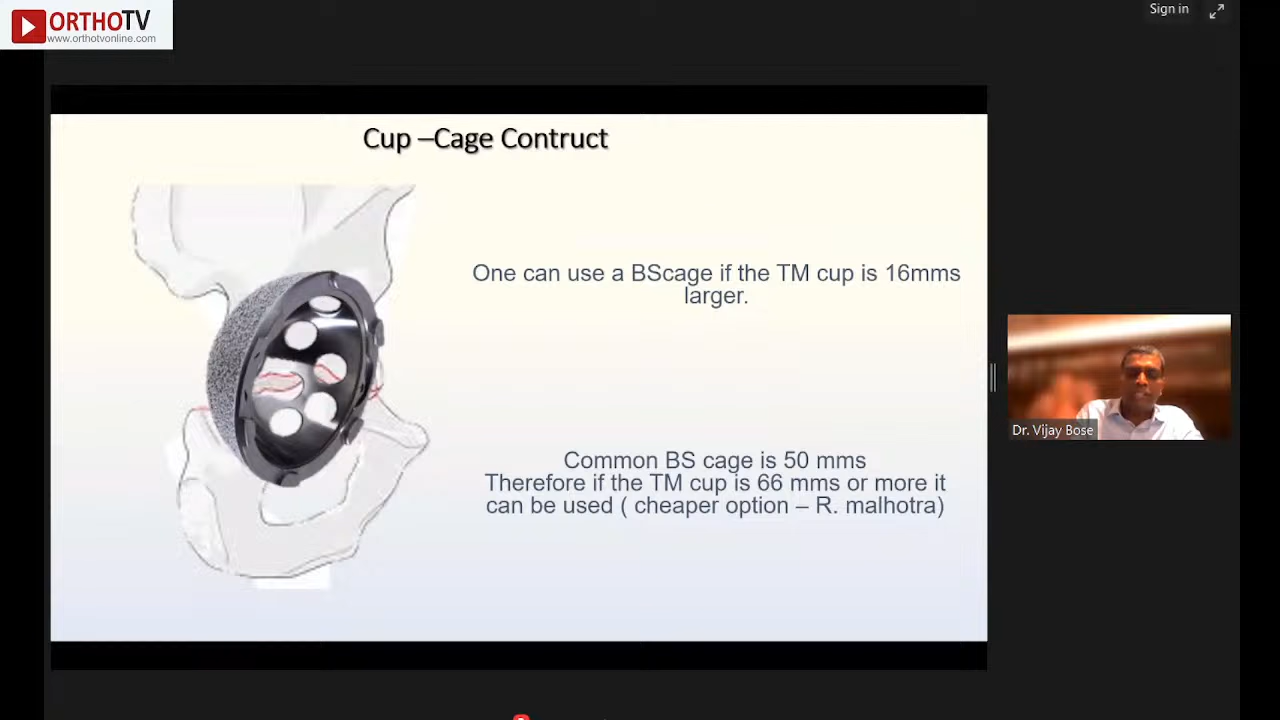 ORTHOTV
www.orthotvonline.com
Sign in
Cup –Cage Contruct
One can use a BScage if the TM cup is 16mms
larger.
Common BS cage is 50 mms
Therefore if the TM cup is 66 mms or more it
can be used ( cheaper option – R. malhotra)
Dr. Vijay Bose